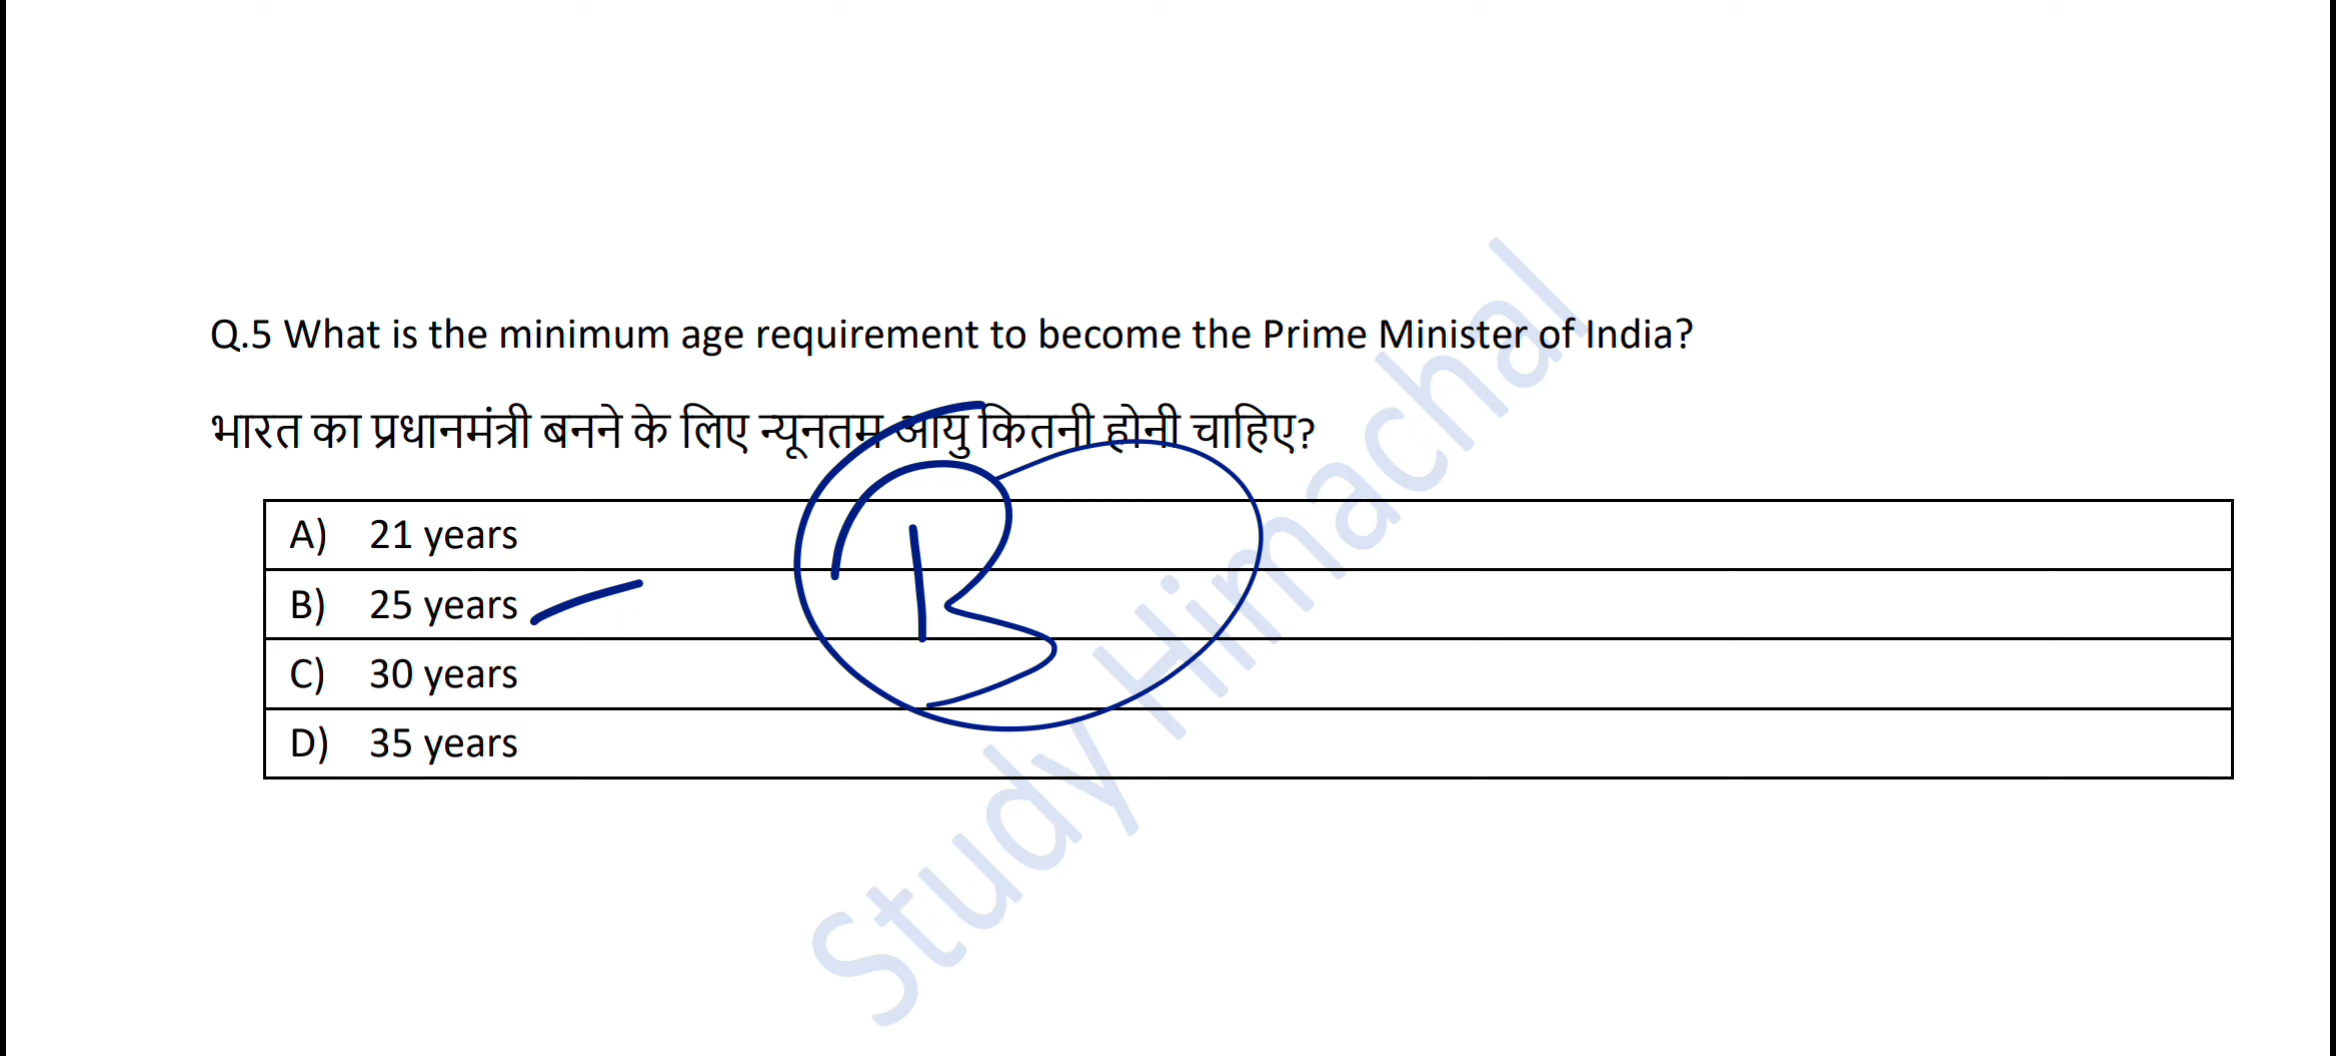 Q.5 What is the minimum age requirement to become the Prime Minister of India?
भारत का प्रधानमंत्री बनने के लिए न्यूनतम आयु कितनी होनी चाहिए?
A) 21 years
B) 25 years
C) 30 years
D) 35 years
B
Study Himachal